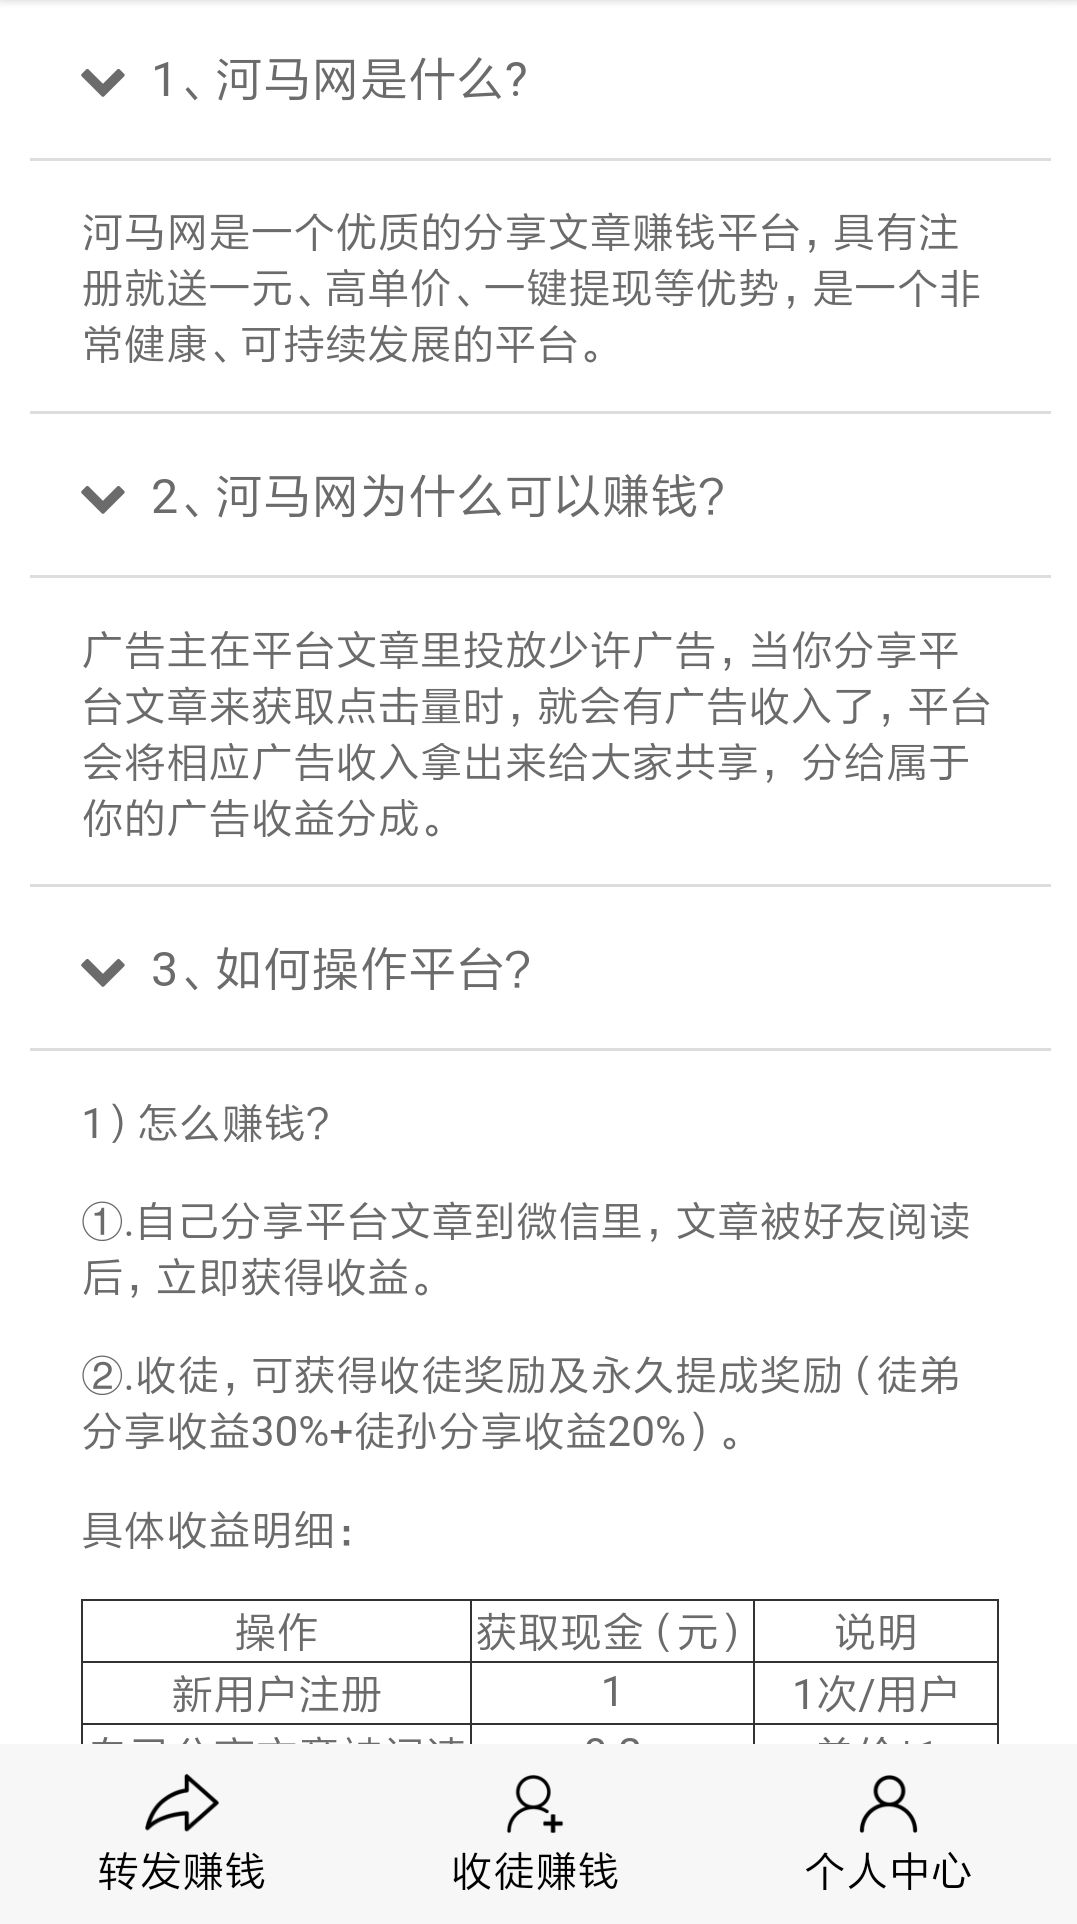 1、河马网是什么?
河马网是一个优质的分享文章赚钱平台,具有注
册就送一元、高单价、一键提现等优势,是一个非
常健康、可持续发展的平台。
2、河马网为什么可以赚钱?
广告主在平台文章里投放少许广告,当你分享平
台文章来获取点击量时,就会有广告收入了,平台
会将相应广告收入拿出来给大家共享,分给属于
你的广告收益分成。
3、如何操作平台?
1)怎么赚钱?
①.自己分享平台文章到微信里,文章被好友阅读
后,立即获得收益。
②.收徒,可获得收徒奖励及永久提成奖励(徒弟
分享收益30%+徒孙分享收益20%)。
具体收益明细:
操作 获取现金(元) 说明
新用户注册 1 1次/用户
转发赚钱 收徒赚钱 个人中心